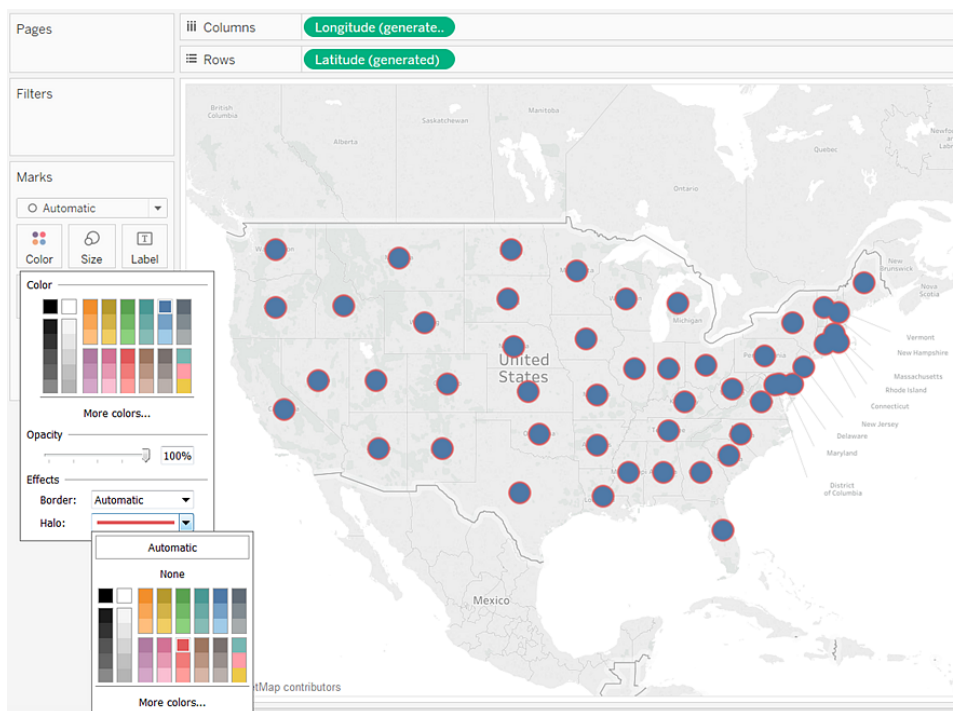 Pages
Columns
Longitude (generate..
Rows
Latitude (generated)
Filters
Marks
Automatic
Color
Size
Label
Color
More colors...
Opacity
100%
Effects
Border:
Automatic
Halo:
Automatic
None
More colors...
British
Columbia
Alberta
Saskatchewan
Manitoba
Ontario
Quebec
New
Brunswick
Nova
Scotia
Michigan
United
States
Vermont
New Hampshire
Massachusetts
Rhode Island
Connecticut
New Jersey
Delaware
Maryland
District
of Columbia
Mexico
etMap contributors